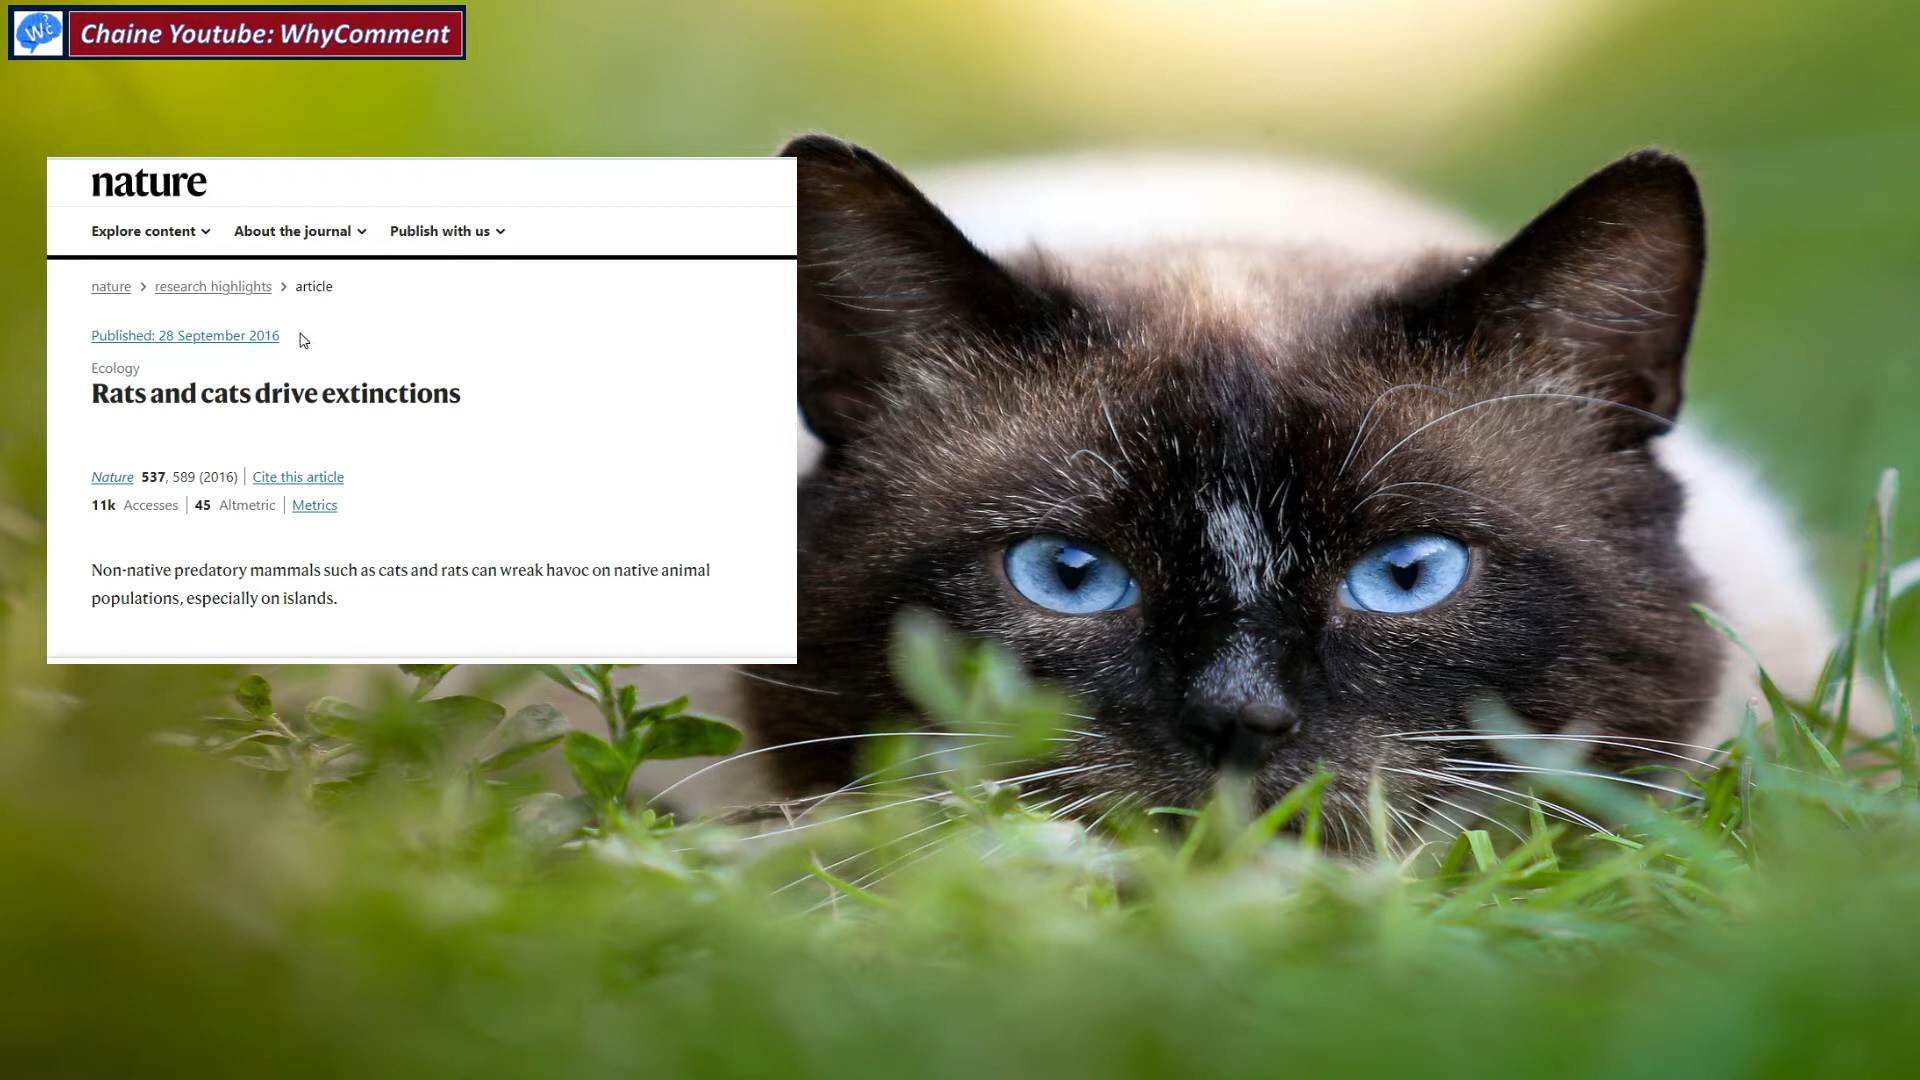 Chaine Youtube: WhyComment
nature
Explore content About the journal Publish with us
nature > research highlights > article
Published: 28 September 2016
Ecology
Rats and cats drive extinctions
Nature 537, 589 (2016) | Cite this article
11k Accesses | 45 Altmetric | Metrics
Non-native predatory mammals such as cats and rats can wreak havoc on native animal
populations, especially on islands.